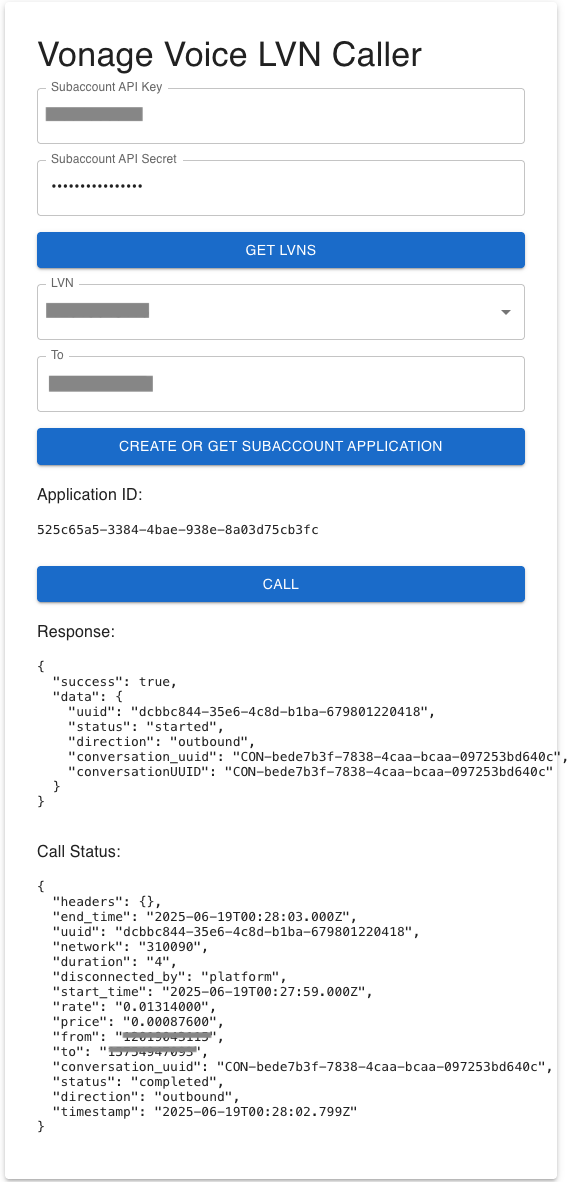 Vonage Voice LVN Caller
Subaccount API Key
Subaccount API Secret
••••••••••••••••
GET LVNS
LVN
To
CREATE OR GET SUBACCOUNT APPLICATION
Application ID:
525c65a5-3384-4bae-938e-8a03d75cb3fc
CALL
Response:
{
  "success": true,
  "data": {
    "uuid": "dcbbc844-35e6-4c8d-b1ba-679801220418",
    "status": "started",
    "direction": "outbound",
    "conversation_uuid": "CON-bede7b3f-7838-4caa-bcaa-097253bd640c",
    "conversationUUID": "CON-bede7b3f-7838-4caa-bcaa-097253bd640c"
  }
}
Call Status:
{
  "headers": {},
  "end_time": "2025-06-19T00:28:03.000Z",
  "uuid": "dcbbc844-35e6-4c8d-b1ba-679801220418",
  "network": "310090",
  "duration": "4",
  "disconnected_by": "platform",
  "start_time": "2025-06-19T00:27:59.000Z",
  "rate": "0.01314000",
  "price": "0.00087600",
  "from": "",
  "to": "",
  "conversation_uuid": "CON-bede7b3f-7838-4caa-bcaa-097253bd640c",
  "status": "completed",
  "direction": "outbound",
  "timestamp": "2025-06-19T00:28:02.799Z"
}